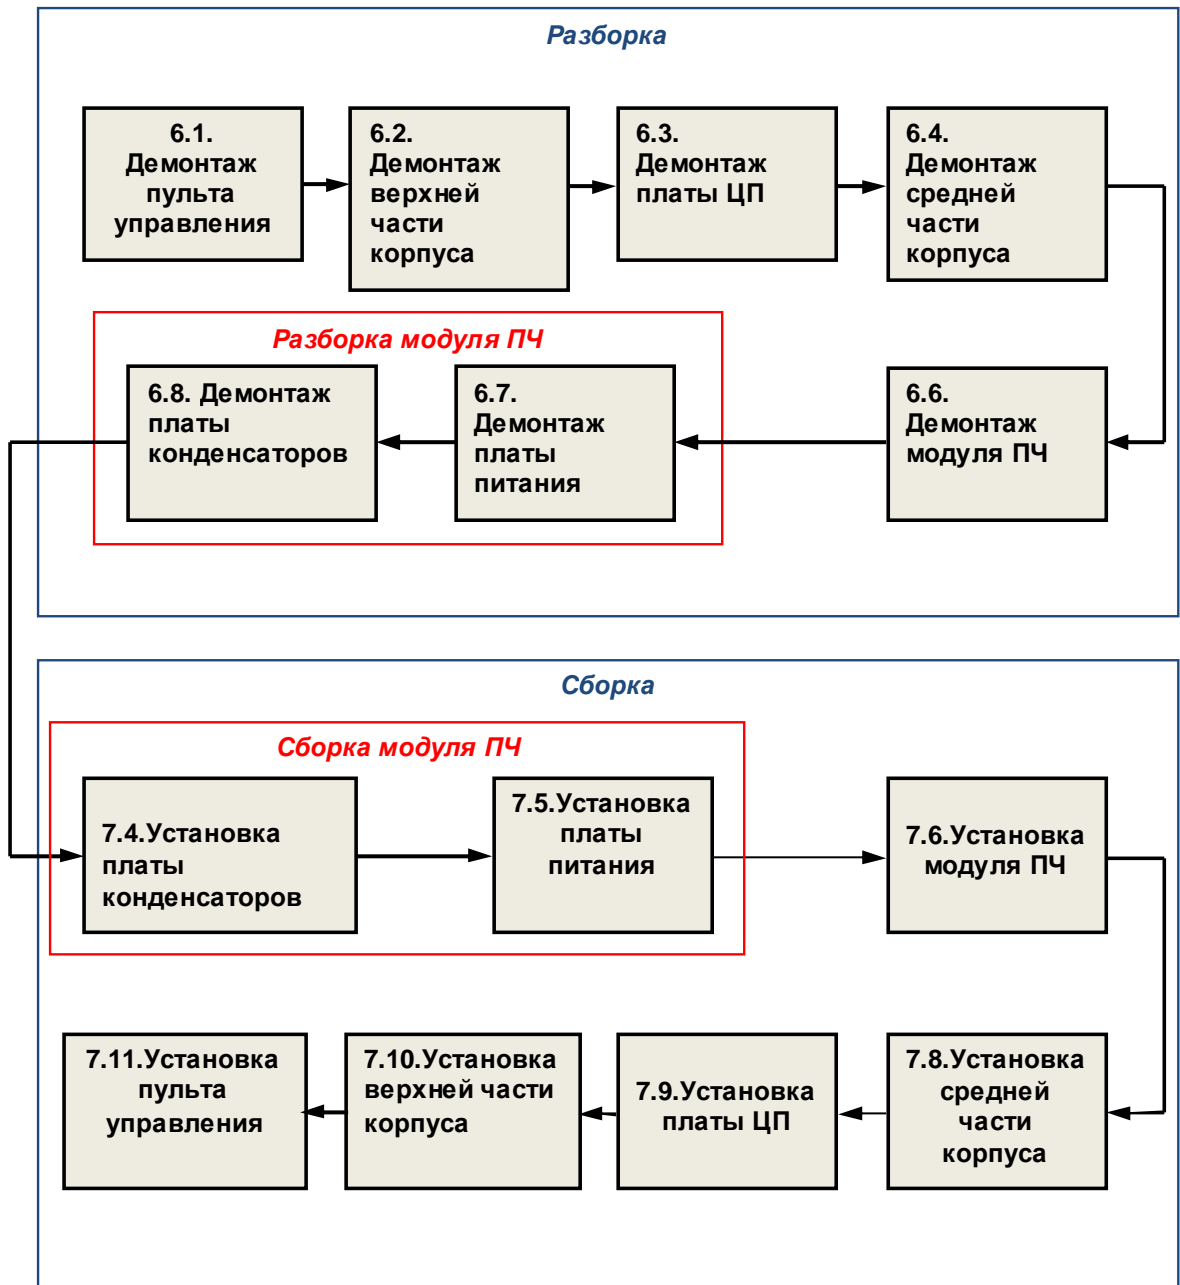 Разборка
6.1.
Демонтаж
пульта
управления
6.2.
Демонтаж
верхней
части
корпуса
6.3.
Демонтаж
платы ЦП
6.4.
Демонтаж
средней
части
корпуса
Разборка модуля ПЧ
6.8. Демонтаж
платы
конденсаторов
6.7.
Демонтаж
платы
питания
6.6.
Демонтаж
модуля ПЧ
Сборка
Сборка модуля ПЧ
7.4.Установка
платы
конденсаторов
7.5.Установка
платы
питания
7.6.Установка
модуля ПЧ
7.11.Установка
пульта
управления
7.10.Установка
верхней части
корпуса
7.9.Установка
платы ЦП
7.8.Установка
средней
части
корпуса